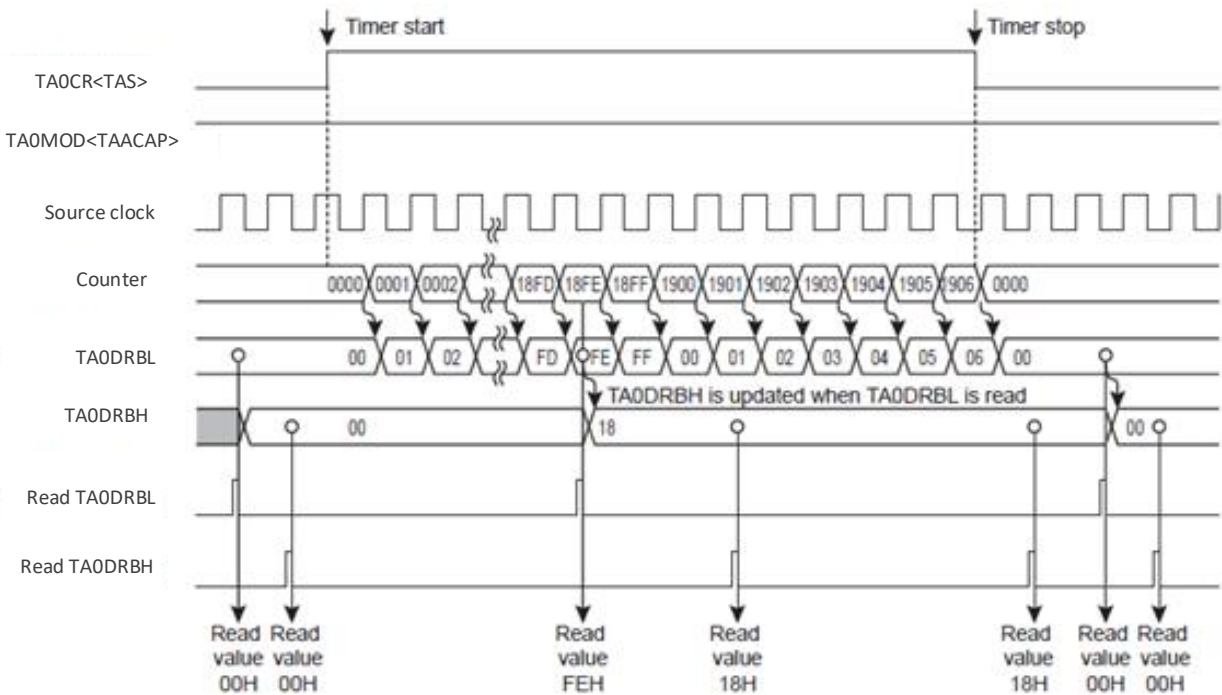 Timer start
Timer stop
TA0CR<TAS>
TA0MOD<TAACAP>
Source clock
Counter
0000 0001 0002 18FD 18FE 18FF 1900 1901 1902 1903 1904 1905 1906 0000
TA0DRBL
00 01 02 FD FE FF 00 01 02 03 04 05 06 00
TA0DRBH is updated when TA0DRBL is read
TA0DRBH
00 18 00
Read TA0DRBL
Read TA0DRBH
Read Read Read Read Read Read Read
value value value value value value value
00H 00H FEH 18H 18H 00H 00H